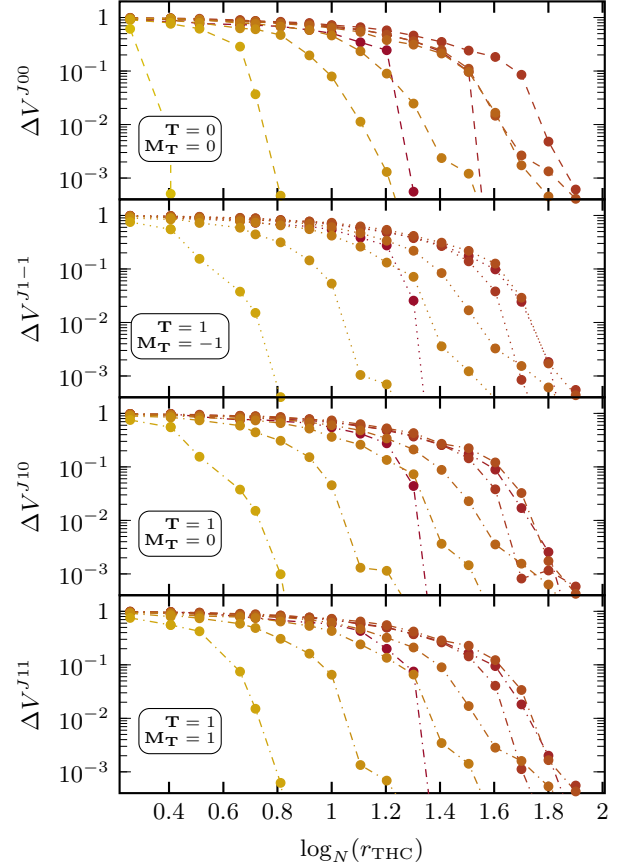 ΔV^{J00}
1
10^{-1}
10^{-2}
10^{-3}
T = 0
M_T = 0
ΔV^{J1−1}
1
10^{-1}
10^{-2}
10^{-3}
T = 1
M_T = −1
ΔV^{J10}
1
10^{-1}
10^{-2}
10^{-3}
T = 1
M_T = 0
ΔV^{J11}
1
10^{-1}
10^{-2}
10^{-3}
T = 1
M_T = 1
0.4 0.6 0.8 1 1.2 1.4 1.6 1.8 2
log_N(r_{THC})